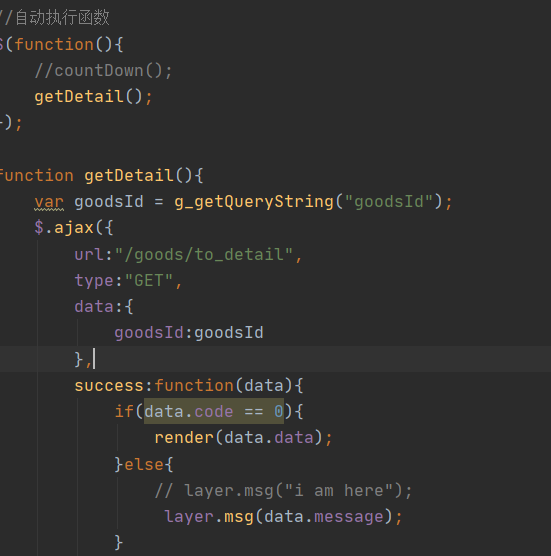 //自动执行函数
$(function(){
//countDown();
getDetail();
});
function getDetail(){
var goodsId = g_getQueryString("goodsId");
$.ajax({
url:"/goods/to_detail",
type:"GET",
data:{
goodsId:goodsId
},
success:function(data){
if(data.code == 0){
render(data.data);
}else{
// layer.msg("i am here");
layer.msg(data.message);
}